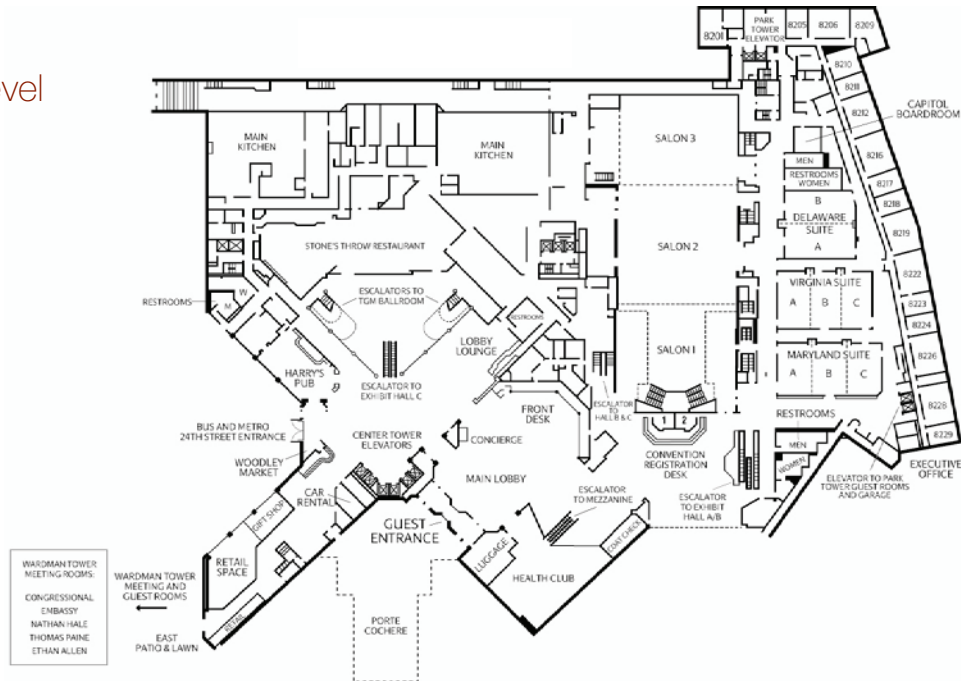 evel
8201
PARK
TOWER
ELEVATOR
8205
8206
8209
8210
8211
8212
CAPITOL
BOARDROOM
MAIN
KITCHEN
MAIN
KITCHEN
SALON 3
MEN
RESTROOMS
WOMEN
8216
8217
8218
B
DELAWARE
SUITE
A
8219
STONE'S THROW RESTAURANT
SALON 2
8222
RESTROOMS
W
M
ESCALATORS TO
TGM BALLROOM
VIRGINIA SUITE
A
B
C
8223
8224
RESTROOMS
LOBBY
LOUNGE
SALON 1
MARYLAND SUITE
A
B
C
8226
HARRY'S
PUB
ESCALATOR TO
EXHIBIT HALL C
ESCALATOR
TO
HALL B & C
FRONT
DESK
8228
1
2
RESTROOMS
BUS AND METRO
24TH STREET ENTRANCE
CENTER TOWER
ELEVATORS
CONCIERGE
MEN
WOMEN
8229
WOODLEY
MARKET
CONVENTION
REGISTRATION
DESK
EXECUTIVE
OFFICE
MAIN LOBBY
ELEVATOR TO PARK
TOWER GUEST ROOMS
AND GARAGE
CAR
RENTAL
ESCALATOR
TO MEZZANINE
ESCALATOR
TO EXHIBIT
HALL A/B
GIFT SHOP
GUEST
ENTRANCE
COAT CHECK
LUGGAGE
RETAIL
SPACE
HEALTH CLUB
WARDMAN TOWER
MEETING ROOMS:
CONGRESSIONAL
EMBASSY
NATHAN HALE
THOMAS PAINE
ETHAN ALLEN
WARDMAN TOWER
MEETING AND
GUEST ROOMS
RETAIL
PORTE
COCHERE
EAST
PATIO & LAWN